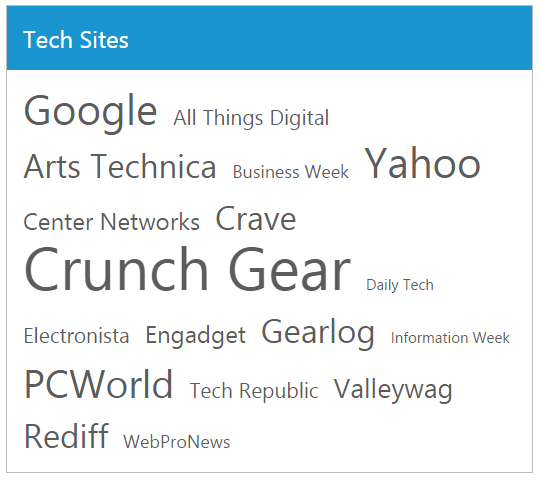 Tech Sites
Google All Things Digital
Arts Technica Business Week Yahoo
Center Networks Crave
Crunch Gear Daily Tech
Electronista Engadget Gearlog Information Week
PCWorld Tech Republic Valleywag
Rediff WebProNews